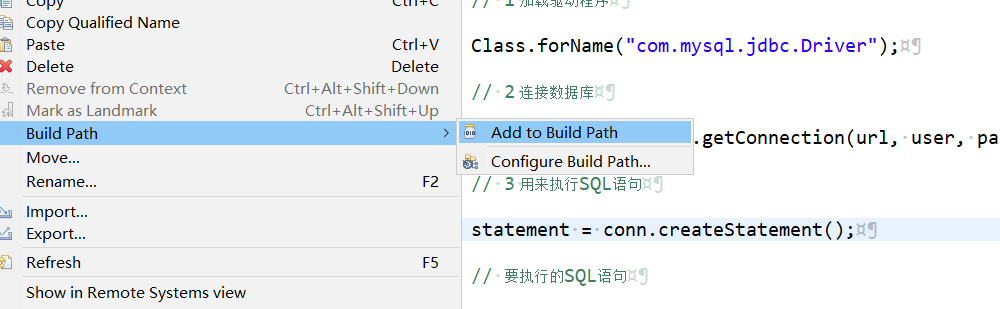 Copy Ctrl+C
Copy Qualified Name
Paste Ctrl+V
Delete Delete
Remove from Context Ctrl+Alt+Shift+Down
Mark as Landmark Ctrl+Alt+Shift+Up
Build Path
Move...
Rename... F2
Import...
Export...
Refresh F5
Show in Remote Systems view
Add to Build Path
Configure Build Path...
// 1 加载驱动程序
Class.forName("com.mysql.jdbc.Driver");¤¶
// 2 连接数据库¤¶
.getConnection(url, user, pa
// 3 用来执行SQL语句¤¶
statement = conn.createStatement();¤¶
// 要执行的SQL语句¤¶